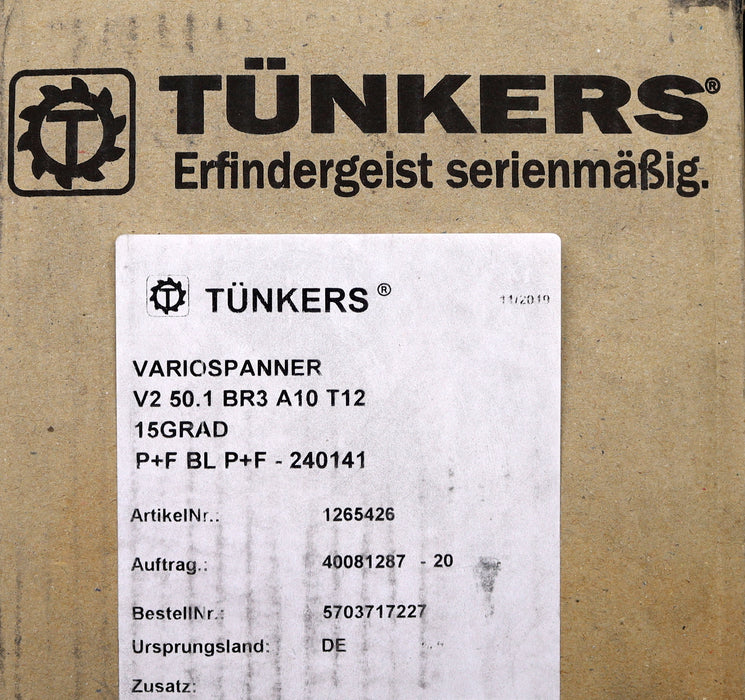 TÜNKERS®
Erfindergeist serienmäßig.
T TÜNKERS® 11/2019
VARIOSPANNER
V2 50.1 BR3 A10 T12
15GRAD
P+F BL P+F - 240141
ArtikelNr.: 1265426
Auftrag.: 40081287 - 20
BestellNr.: 5703717227
Ursprungsland: DE
Zusatz: